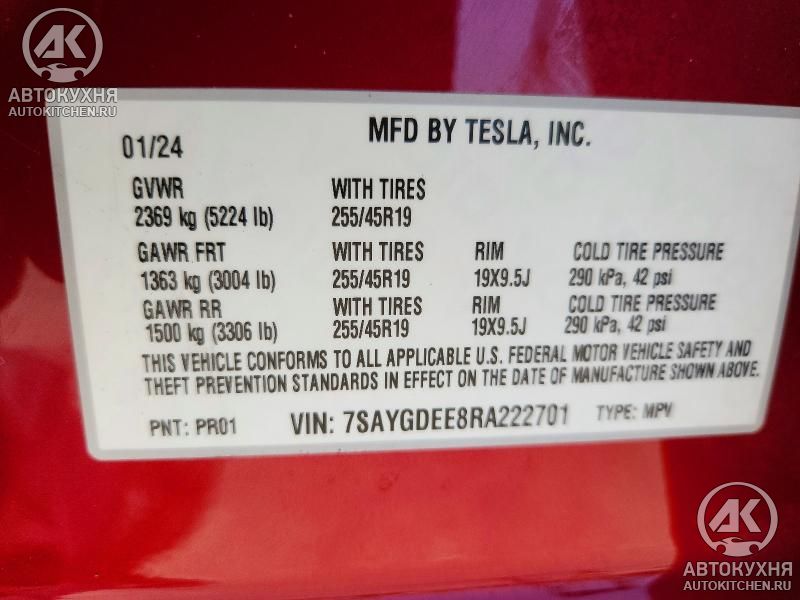 АК
АВТОКУХНЯ
AUTOKITCHEN.RU
01/24
MFD BY TESLA, INC.
GVWR WITH TIRES
2369 kg (5224 lb) 255/45R19
GAWR FRT WITH TIRES RIM COLD TIRE PRESSURE
1363 kg (3004 lb) 255/45R19 19X9.5J 290 kPa, 42 psi
GAWR RR WITH TIRES RIM COLD TIRE PRESSURE
1500 kg (3306 lb) 255/45R19 19X9.5J 290 kPa, 42 psi
THIS VEHICLE CONFORMS TO ALL APPLICABLE U.S. FEDERAL MOTOR VEHICLE SAFETY AND
THEFT PREVENTION STANDARDS IN EFFECT ON THE DATE OF MANUFACTURE SHOWN ABOVE.
PNT: PR01 VIN: 7SAYGDEE8RA222701 TYPE: MPV
АК
АВТОКУХНЯ
AUTOKITCHEN.RU